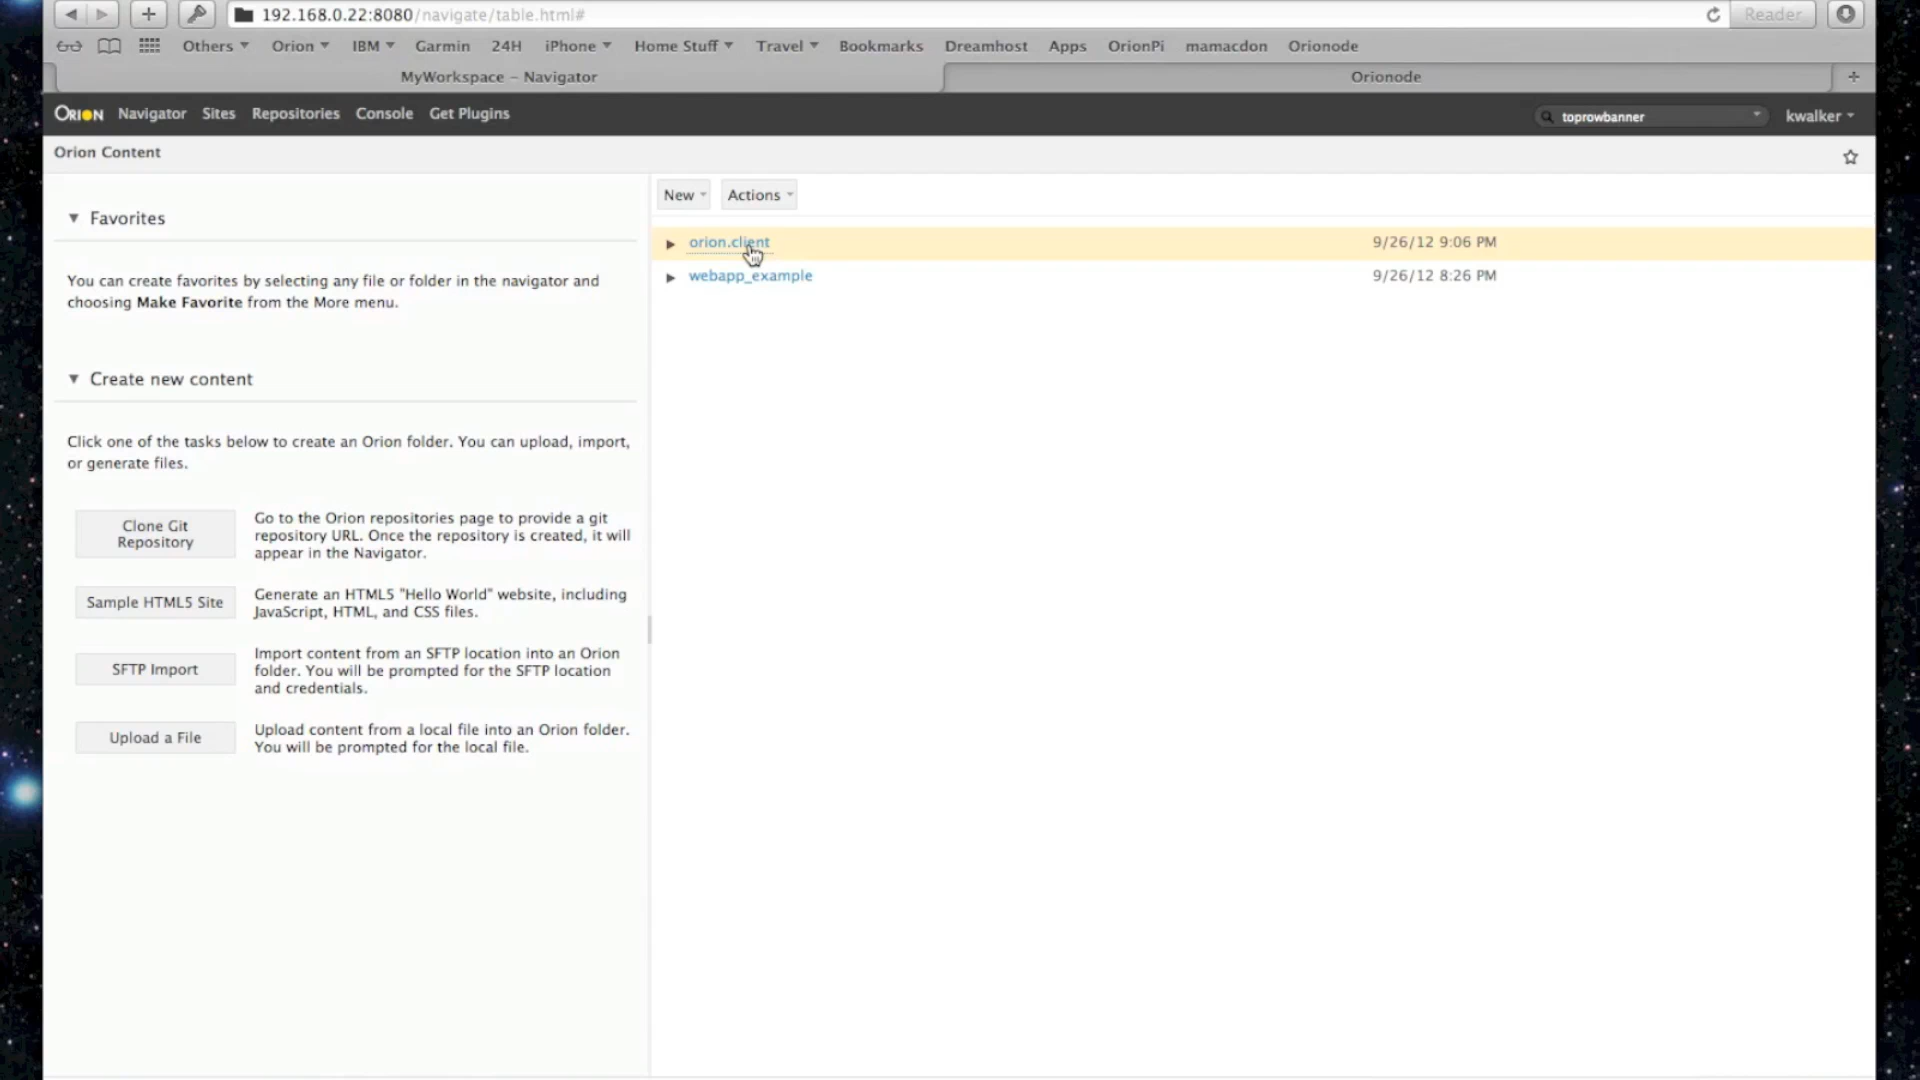 192.168.0.22:8080/navigate/table.html#
Reader
Others Orion IBM Garmin 24H iPhone Home Stuff Travel Bookmarks Dreamhost Apps OrionPi mamacdon Orionode
MyWorkspace – Navigator
Orionode
ORION Navigator Sites Repositories Console Get Plugins
toprowbanner
kwalker
Orion Content
Favorites
You can create favorites by selecting any file or folder in the navigator and
choosing Make Favorite from the More menu.
Create new content
Click one of the tasks below to create an Orion folder. You can upload, import,
or generate files.
Clone Git
Repository
Go to the Orion repositories page to provide a git
repository URL. Once the repository is created, it will
appear in the Navigator.
Sample HTML5 Site
Generate an HTML5 "Hello World" website, including
JavaScript, HTML, and CSS files.
SFTP Import
Import content from an SFTP location into an Orion
folder. You will be prompted for the SFTP location
and credentials.
Upload a File
Upload content from a local file into an Orion folder.
You will be prompted for the local file.
New Actions
orion.client 9/26/12 9:06 PM
webapp_example 9/26/12 8:26 PM